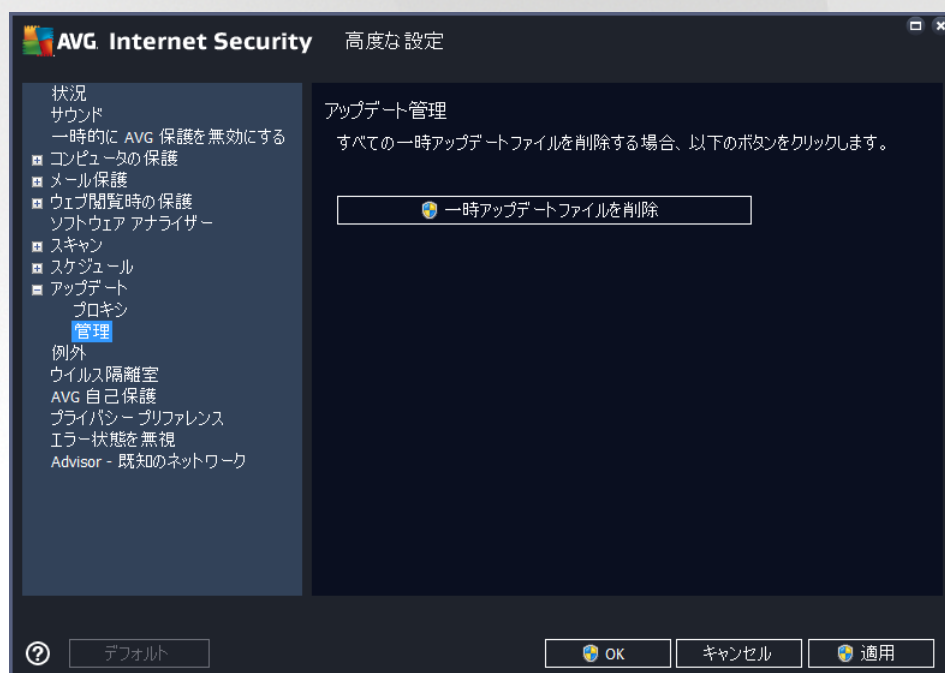 AVG Internet Security 高度な設定
状況
サウンド
一時的に AVG 保護を無効にする
コンピュータの保護
メール保護
ウェブ閲覧時の保護
ソフトウェア アナライザー
スキャン
スケジュール
アップデート
プロキシ
管理
例外
ウイルス隔離室
AVG 自己保護
プライバシー プリファレンス
エラー状態を無視
Advisor - 既知のネットワーク
アップデート管理
すべての一時アップデートファイルを削除する場合、以下のボタンをクリックします。
一時アップデートファイルを削除
? デフォルト OK キャンセル 適用